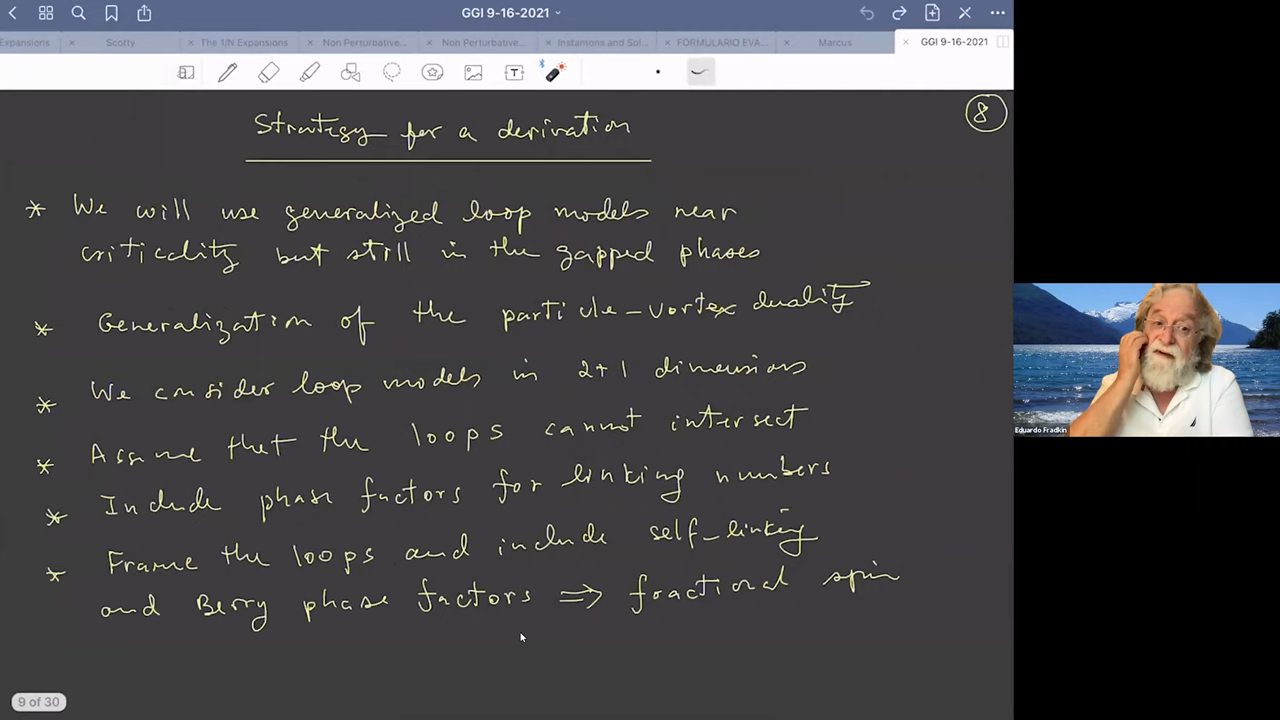 GGI 9-16-2021
Expansions
Scotty
The 1/N Expansions
Non Perturbative...
Non Perturbative...
Instantons and Sol...
FORMULARIO EVA...
Marcus
GGI 9-16-2021
Strategy for a derivation
8
* We will use generalized loop models near
criticality but still in the gapped phases
* Generalization of the particle-vortex duality
* We consider loop models in 2+1 dimensions
* Assume that the loops cannot intersect
* Include phase factors for linking numbers
* Frame the loops and include self-linking
and Berry phase factors ⇒ fractional spin
Eduardo Fradkin
9 of 30